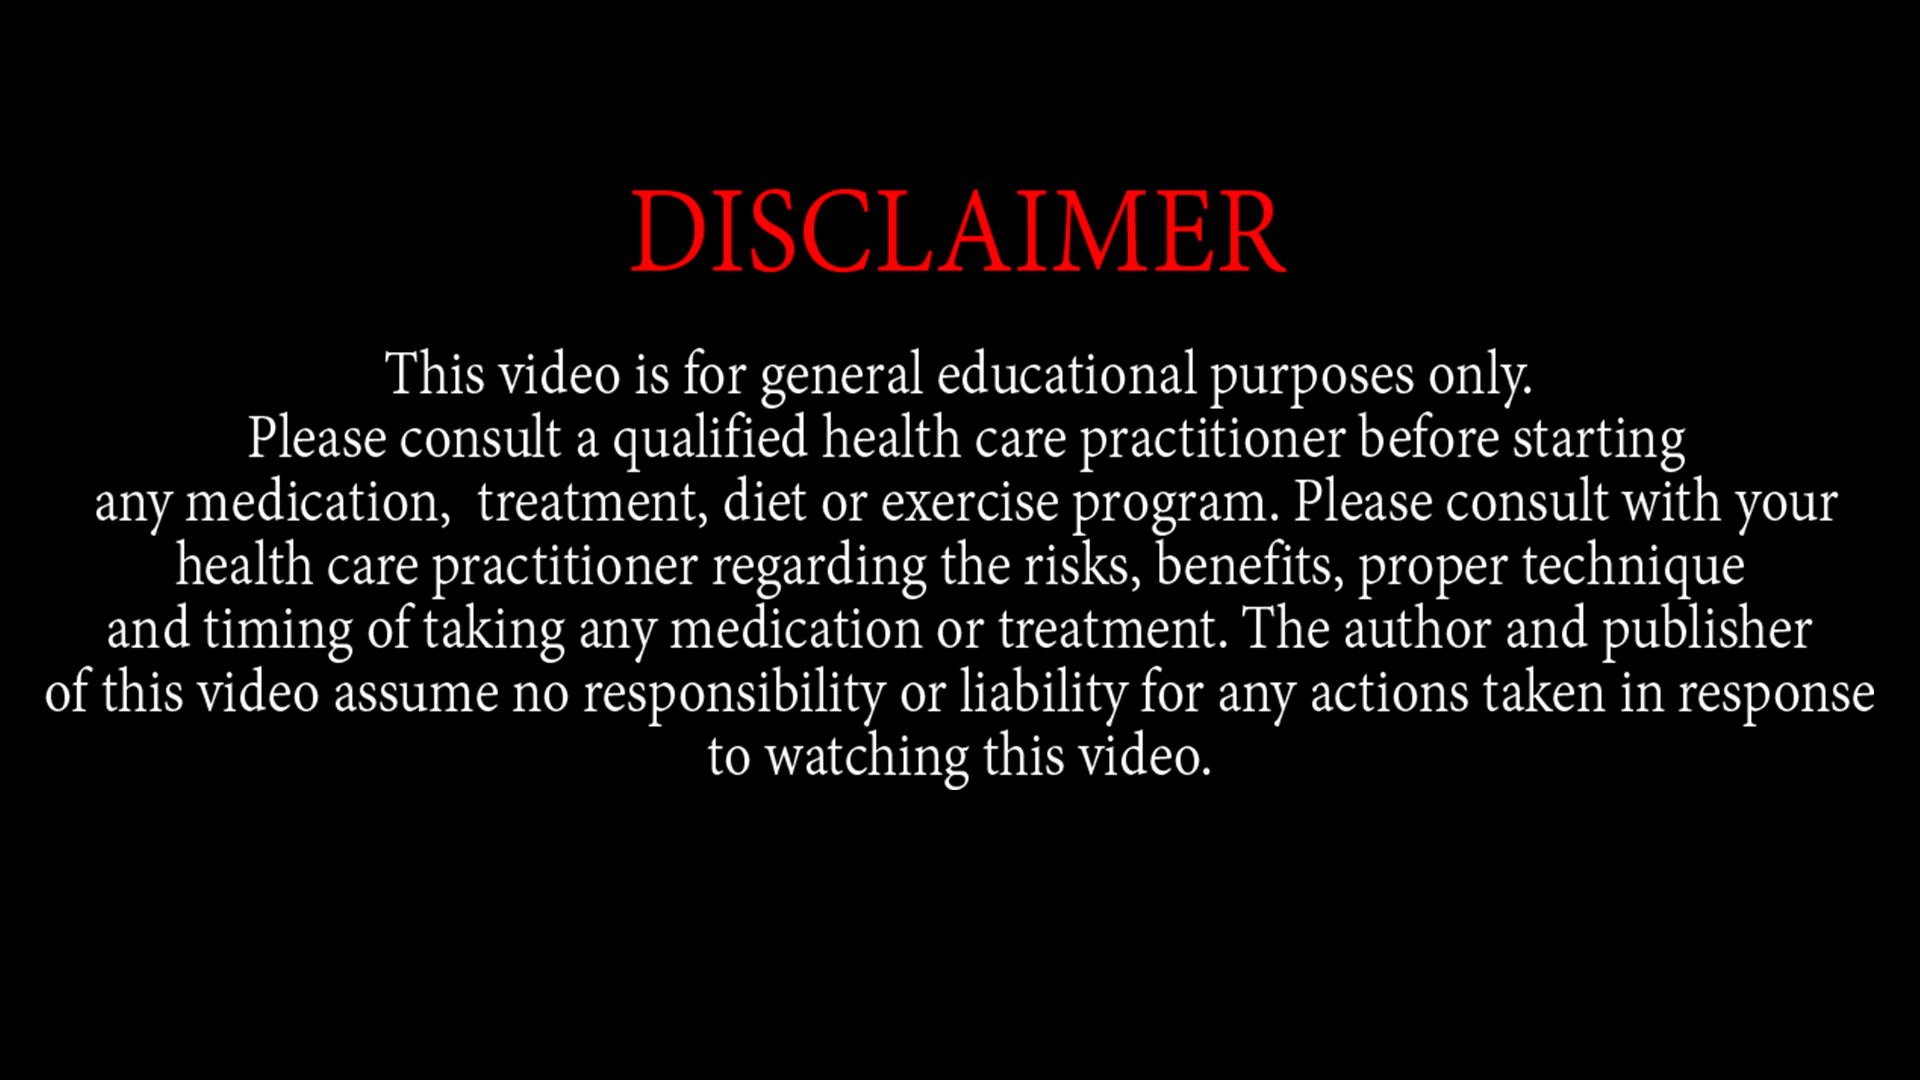 DISCLAIMER
This video is for general educational purposes only.
Please consult a qualified health care practitioner before starting
any medication,  treatment, diet or exercise program. Please consult with your
health care practitioner regarding the risks, benefits, proper technique
and timing of taking any medication or treatment. The author and publisher
of this video assume no responsibility or liability for any actions taken in response
to watching this video.